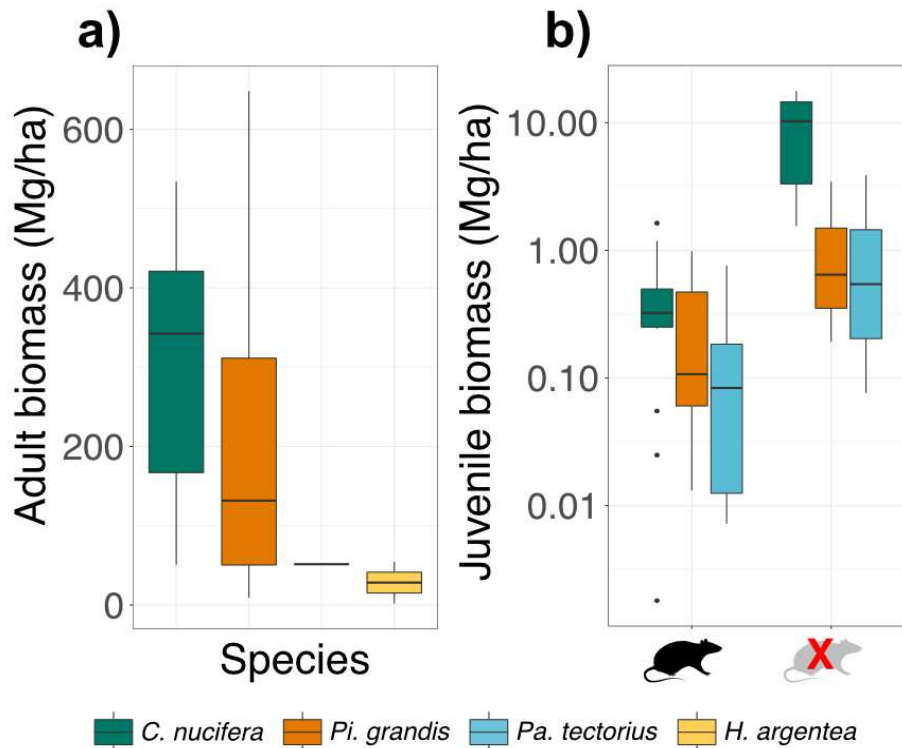 a)
Adult biomass (Mg/ha)
600
400
200
0
Species
b)
Juvenile biomass (Mg/ha)
10.00
1.00
0.10
0.01
X
C. nucifera Pi. grandis Pa. tectorius H. argentea